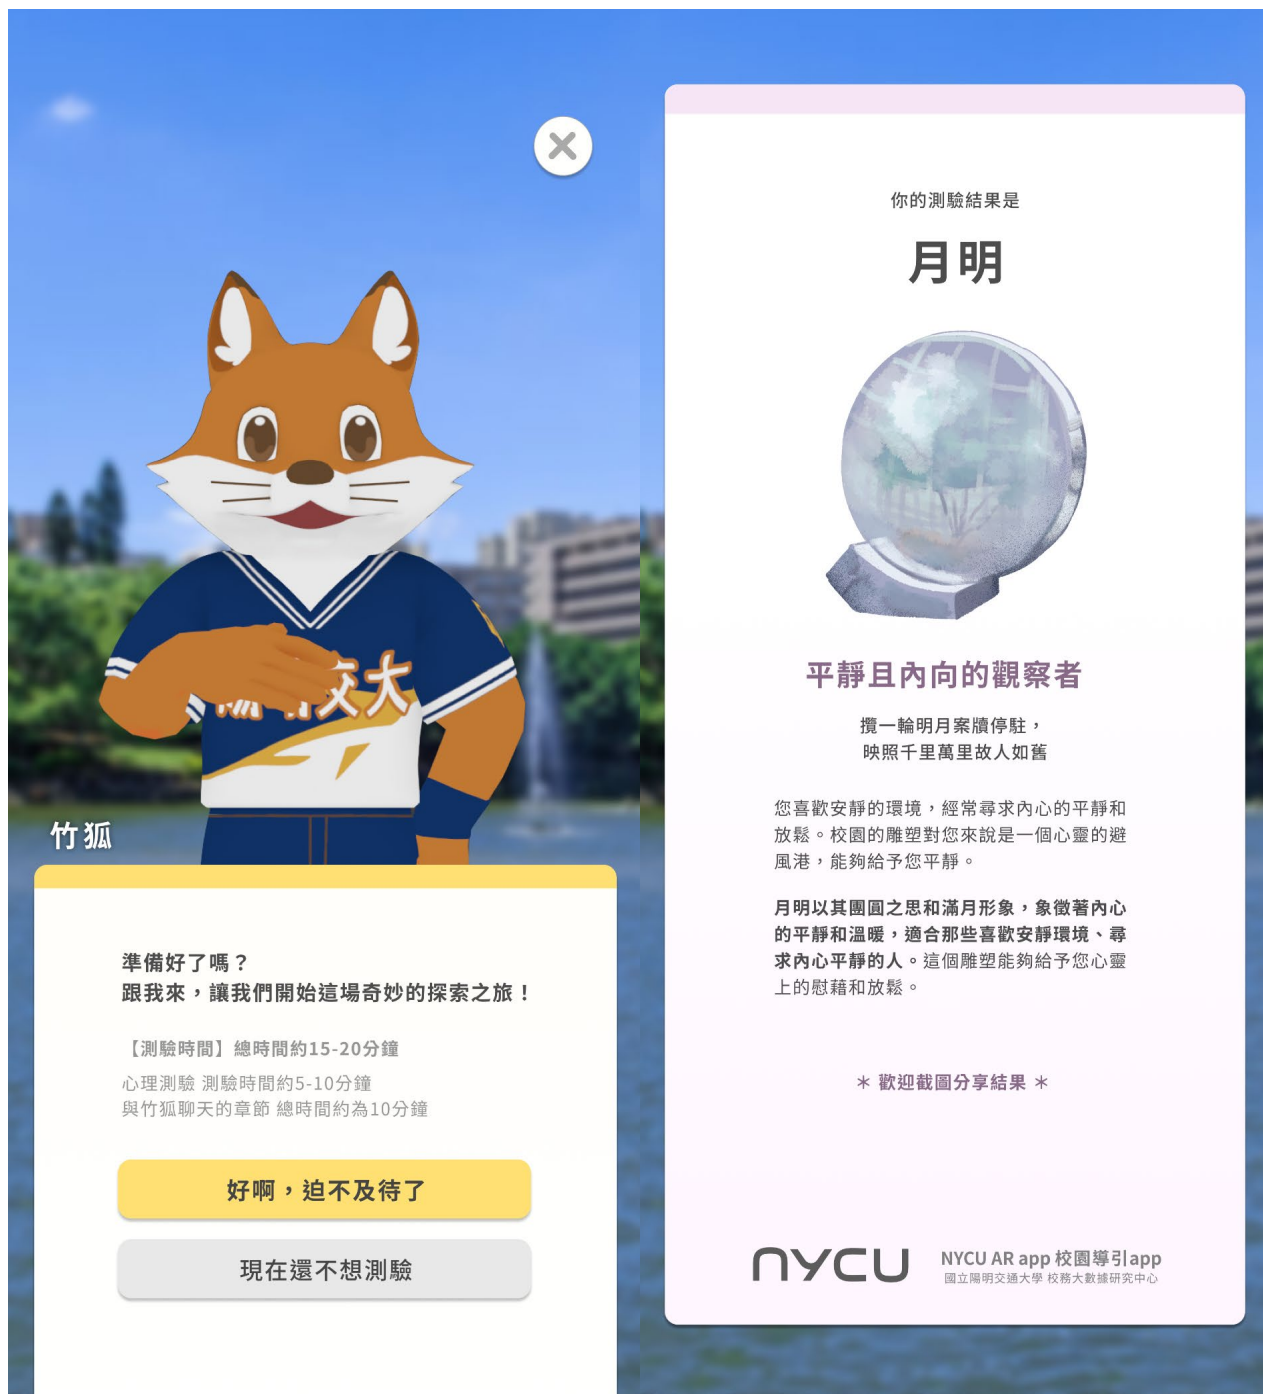 交大
竹狐
準備好了嗎？
跟我來，讓我們開始這場奇妙的探索之旅！
【測驗時間】總時間約15-20分鐘
心理測驗 測驗時間約5-10分鐘
與竹狐聊天的章節 總時間約為10分鐘
好啊，迫不及待了
現在還不想測驗
你的測驗結果是
月明
平靜且內向的觀察者
攬一輪明月案牘停駐，
映照千里萬里故人如舊
您喜歡安靜的環境，經常尋求內心的平靜和
放鬆。校園的雕塑對您來說是一個心靈的避
風港，能夠給予您平靜。
月明以其團圓之思和滿月形象，象徵著內心
的平靜和溫暖，適合那些喜歡安靜環境、尋
求內心平靜的人。這個雕塑能夠給予您心靈
上的慰藉和放鬆。
＊ 歡迎截圖分享結果 ＊
NYCU
NYCU AR app 校園導引app
國立陽明交通大學 校務大數據研究中心